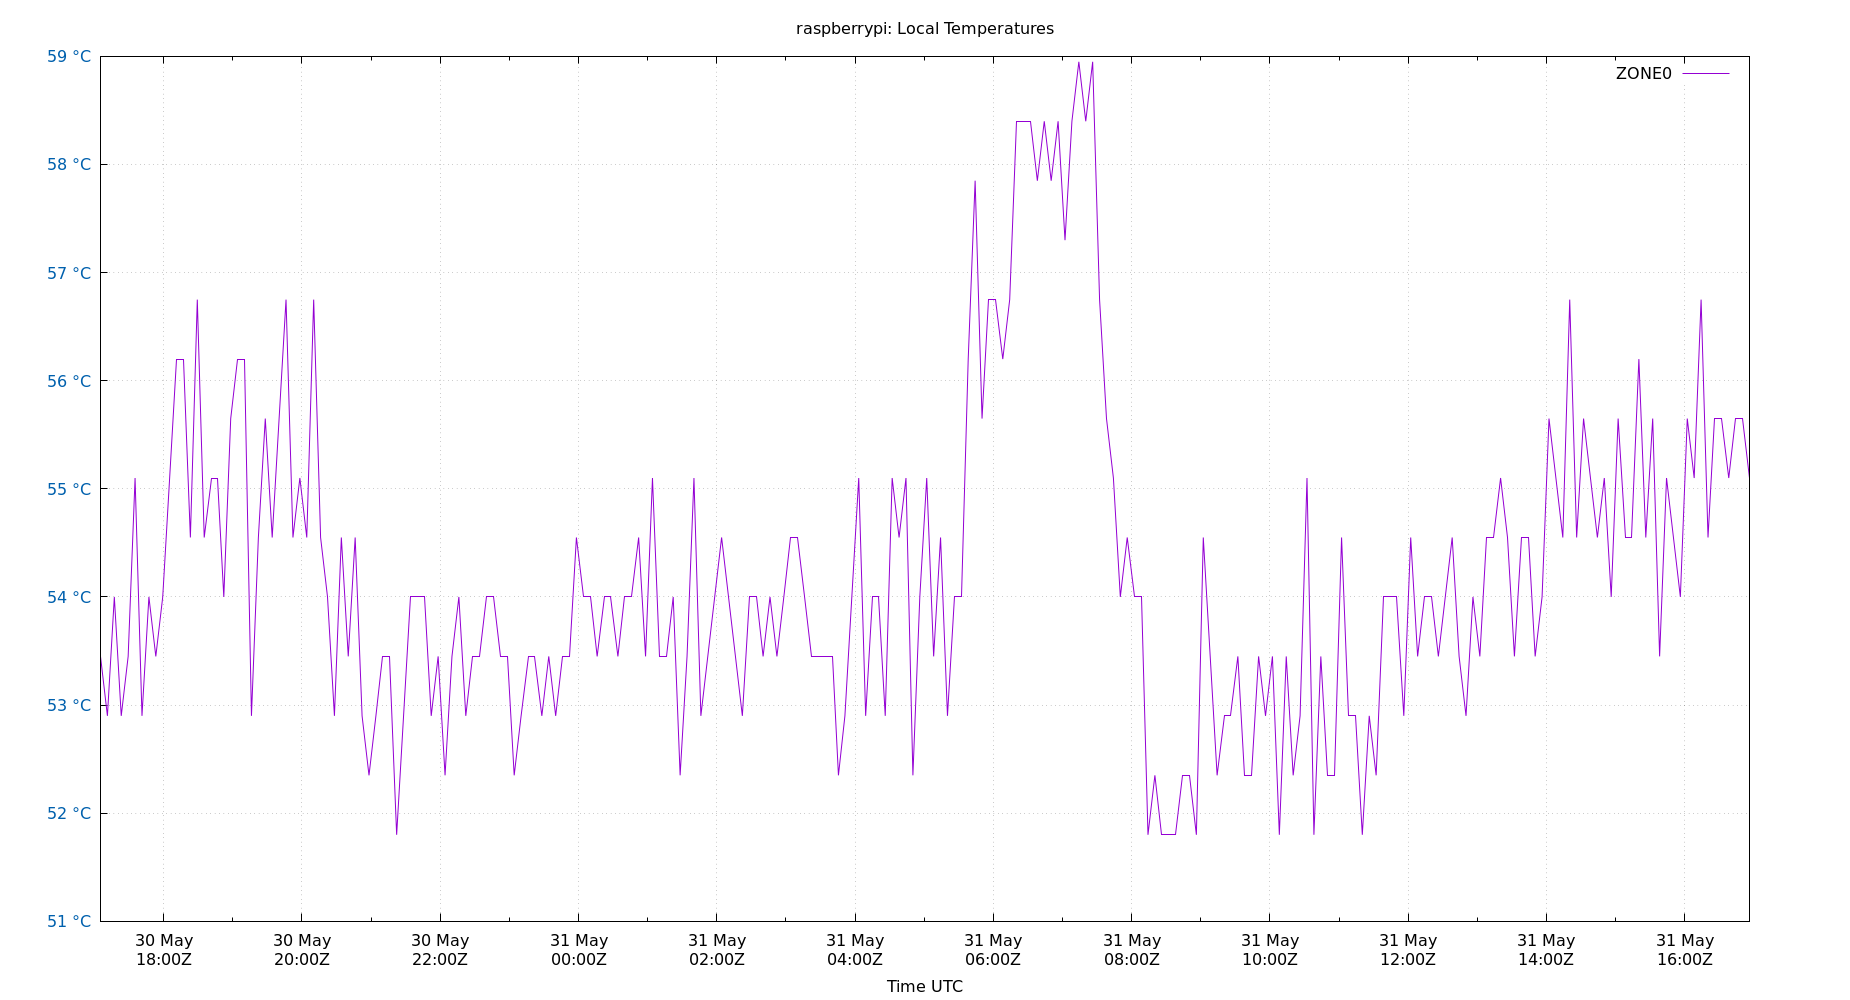 raspberrypi: Local Temperatures
59 °C
58 °C
57 °C
56 °C
55 °C
54 °C
53 °C
52 °C
51 °C
ZONE0
30 May 30 May 30 May 31 May 31 May 31 May 31 May 31 May 31 May 31 May 31 May 31 May
18:00Z 20:00Z 22:00Z 00:00Z 02:00Z 04:00Z 06:00Z 08:00Z 10:00Z 12:00Z 14:00Z 16:00Z
Time UTC